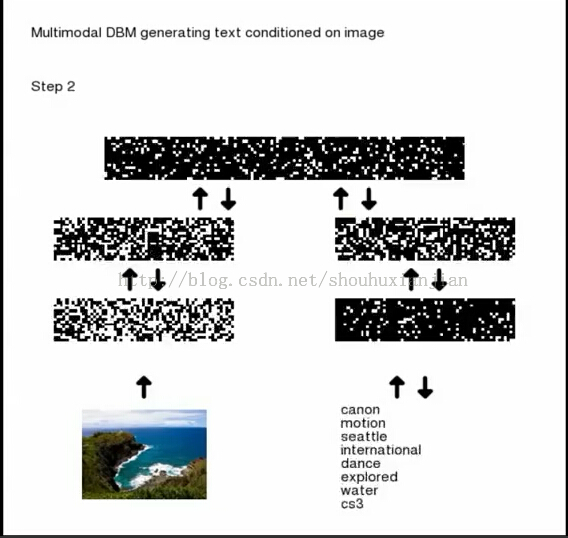 Multimodal DBM generating text conditioned on image
Step 2
http://blog.csdn.net/shouhuxianjian
canon
motion
seattle
international
dance
explored
water
cs3